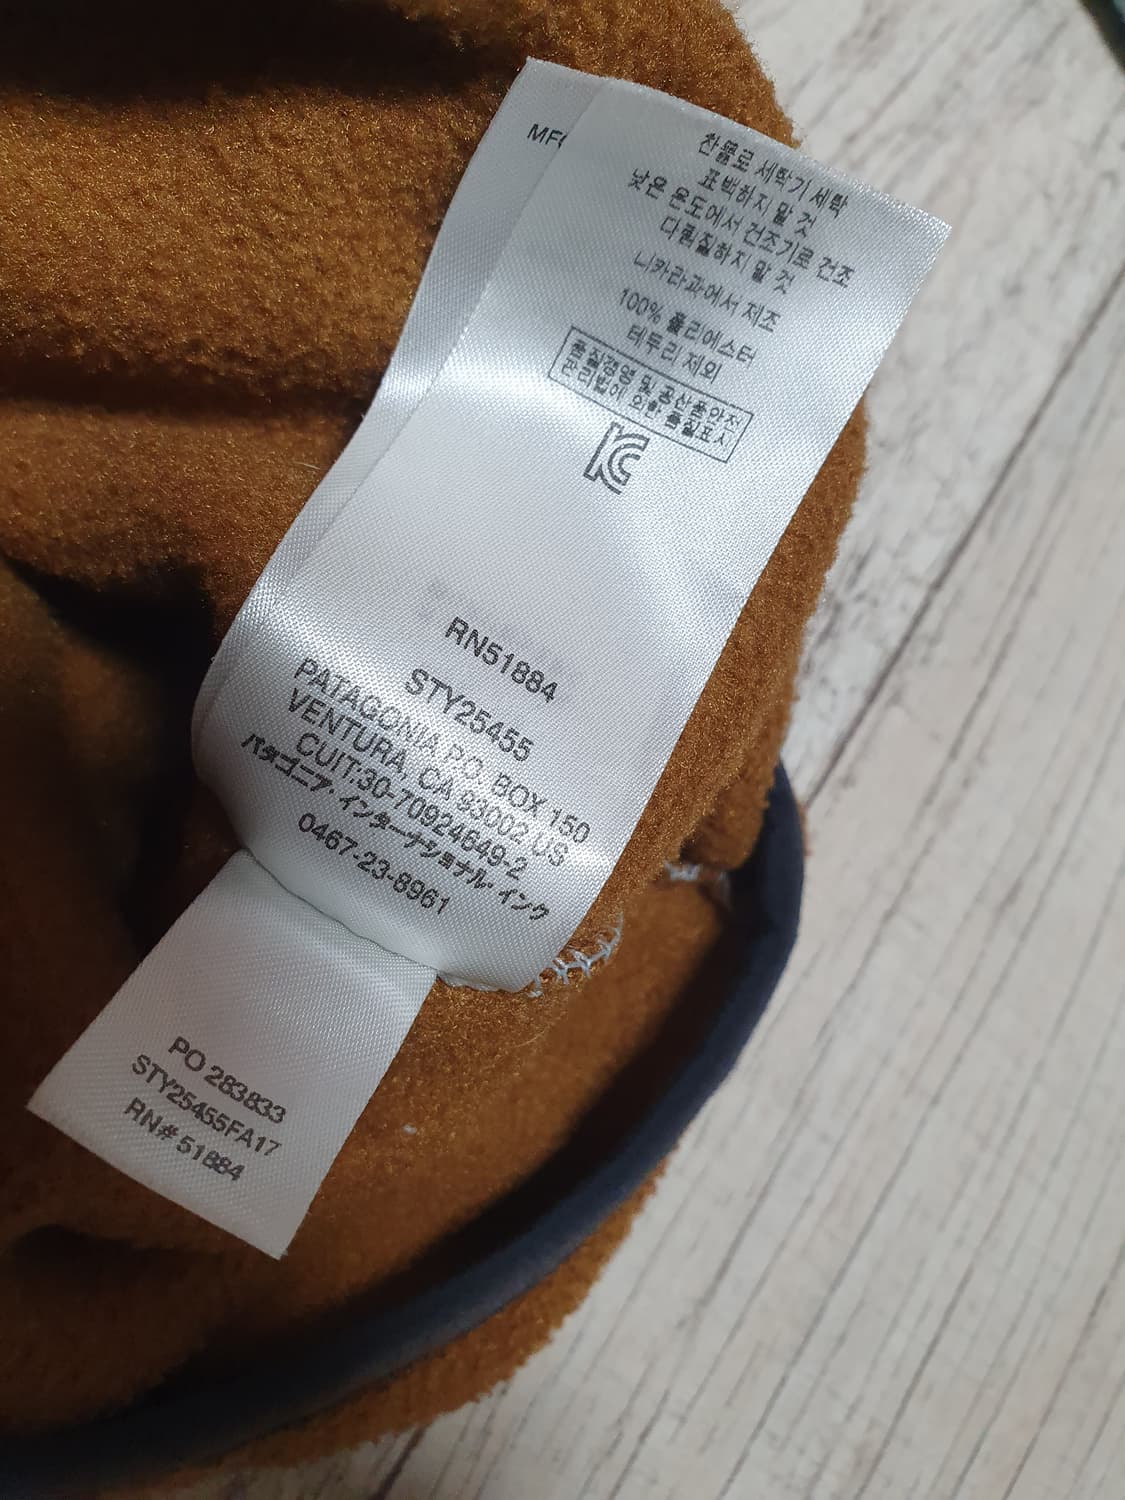 MFG
찬물로 세탁기 세탁
표백하지 말 것
낮은 온도에서 건조기로 건조
다림질하지 말 것
니카라과에서 제조
100% 폴리에스터
테두리 제외
품질경영 및 공산품안전
관리법에 의한 품질표시
KC
RN51884
STY25455
PATAGONIA P.O. BOX 150
VENTURA, CA 93002 US
CUIT:30-70924649-2
パタゴニア・インターナショナル・インク
0467-23-8961
PO 283833
STY25455FA17
RN# 51884